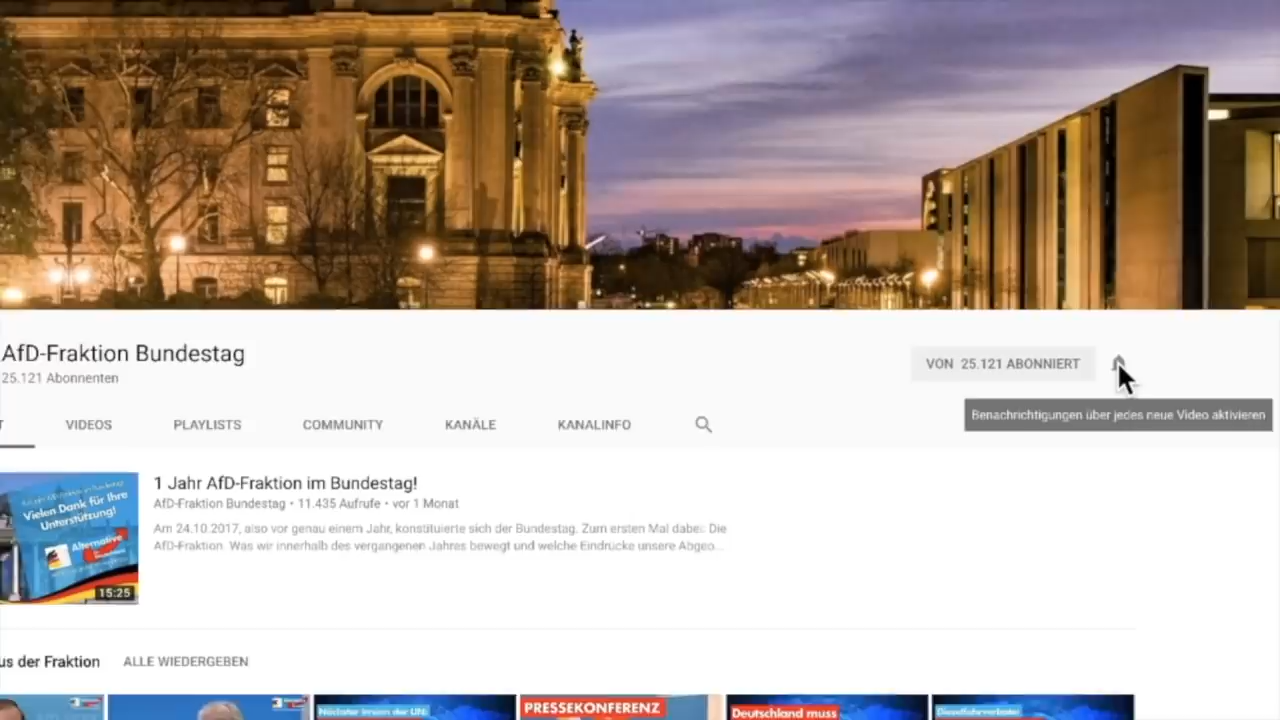 AfD-Fraktion Bundestag
25.121 Abonnenten
VON 25.121 ABONNIERT
Benachrichtigungen über jedes neue Video aktivieren
T VIDEOS PLAYLISTS COMMUNITY KANÄLE KANALINFO
Vielen Dank für Ihre
Unterstützung!
Alternative
15:25
1 Jahr AfD-Fraktion im Bundestag!
AfD-Fraktion Bundestag • 11.435 Aufrufe • vor 1 Monat
Am 24.10.2017, also vor genau einem Jahr, konstituierte sich der Bundestag. Zum ersten Mal dabei: Die
AfD-Fraktion. Was wir innerhalb des vergangenen Jahres bewegt und welche Eindrücke unsere Abgeo...
us der Fraktion ALLE WIEDERGEBEN
PRESSEKONFERENZ
Deutschland muss